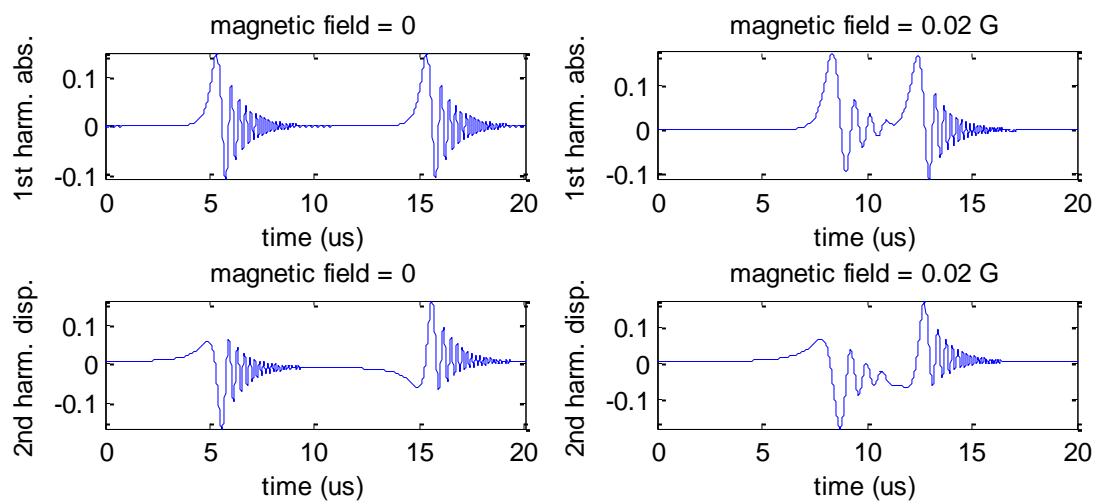 magnetic field = 0
1st harm. abs.
0.1
0
-0.1
0 5 10 15 20
time (us)
magnetic field = 0.02 G
1st harm. abs.
0.1
0
-0.1
0 5 10 15 20
time (us)
magnetic field = 0
2nd harm. disp.
0.1
0
-0.1
0 5 10 15 20
time (us)
magnetic field = 0.02 G
2nd harm. disp.
0.1
0
-0.1
0 5 10 15 20
time (us)